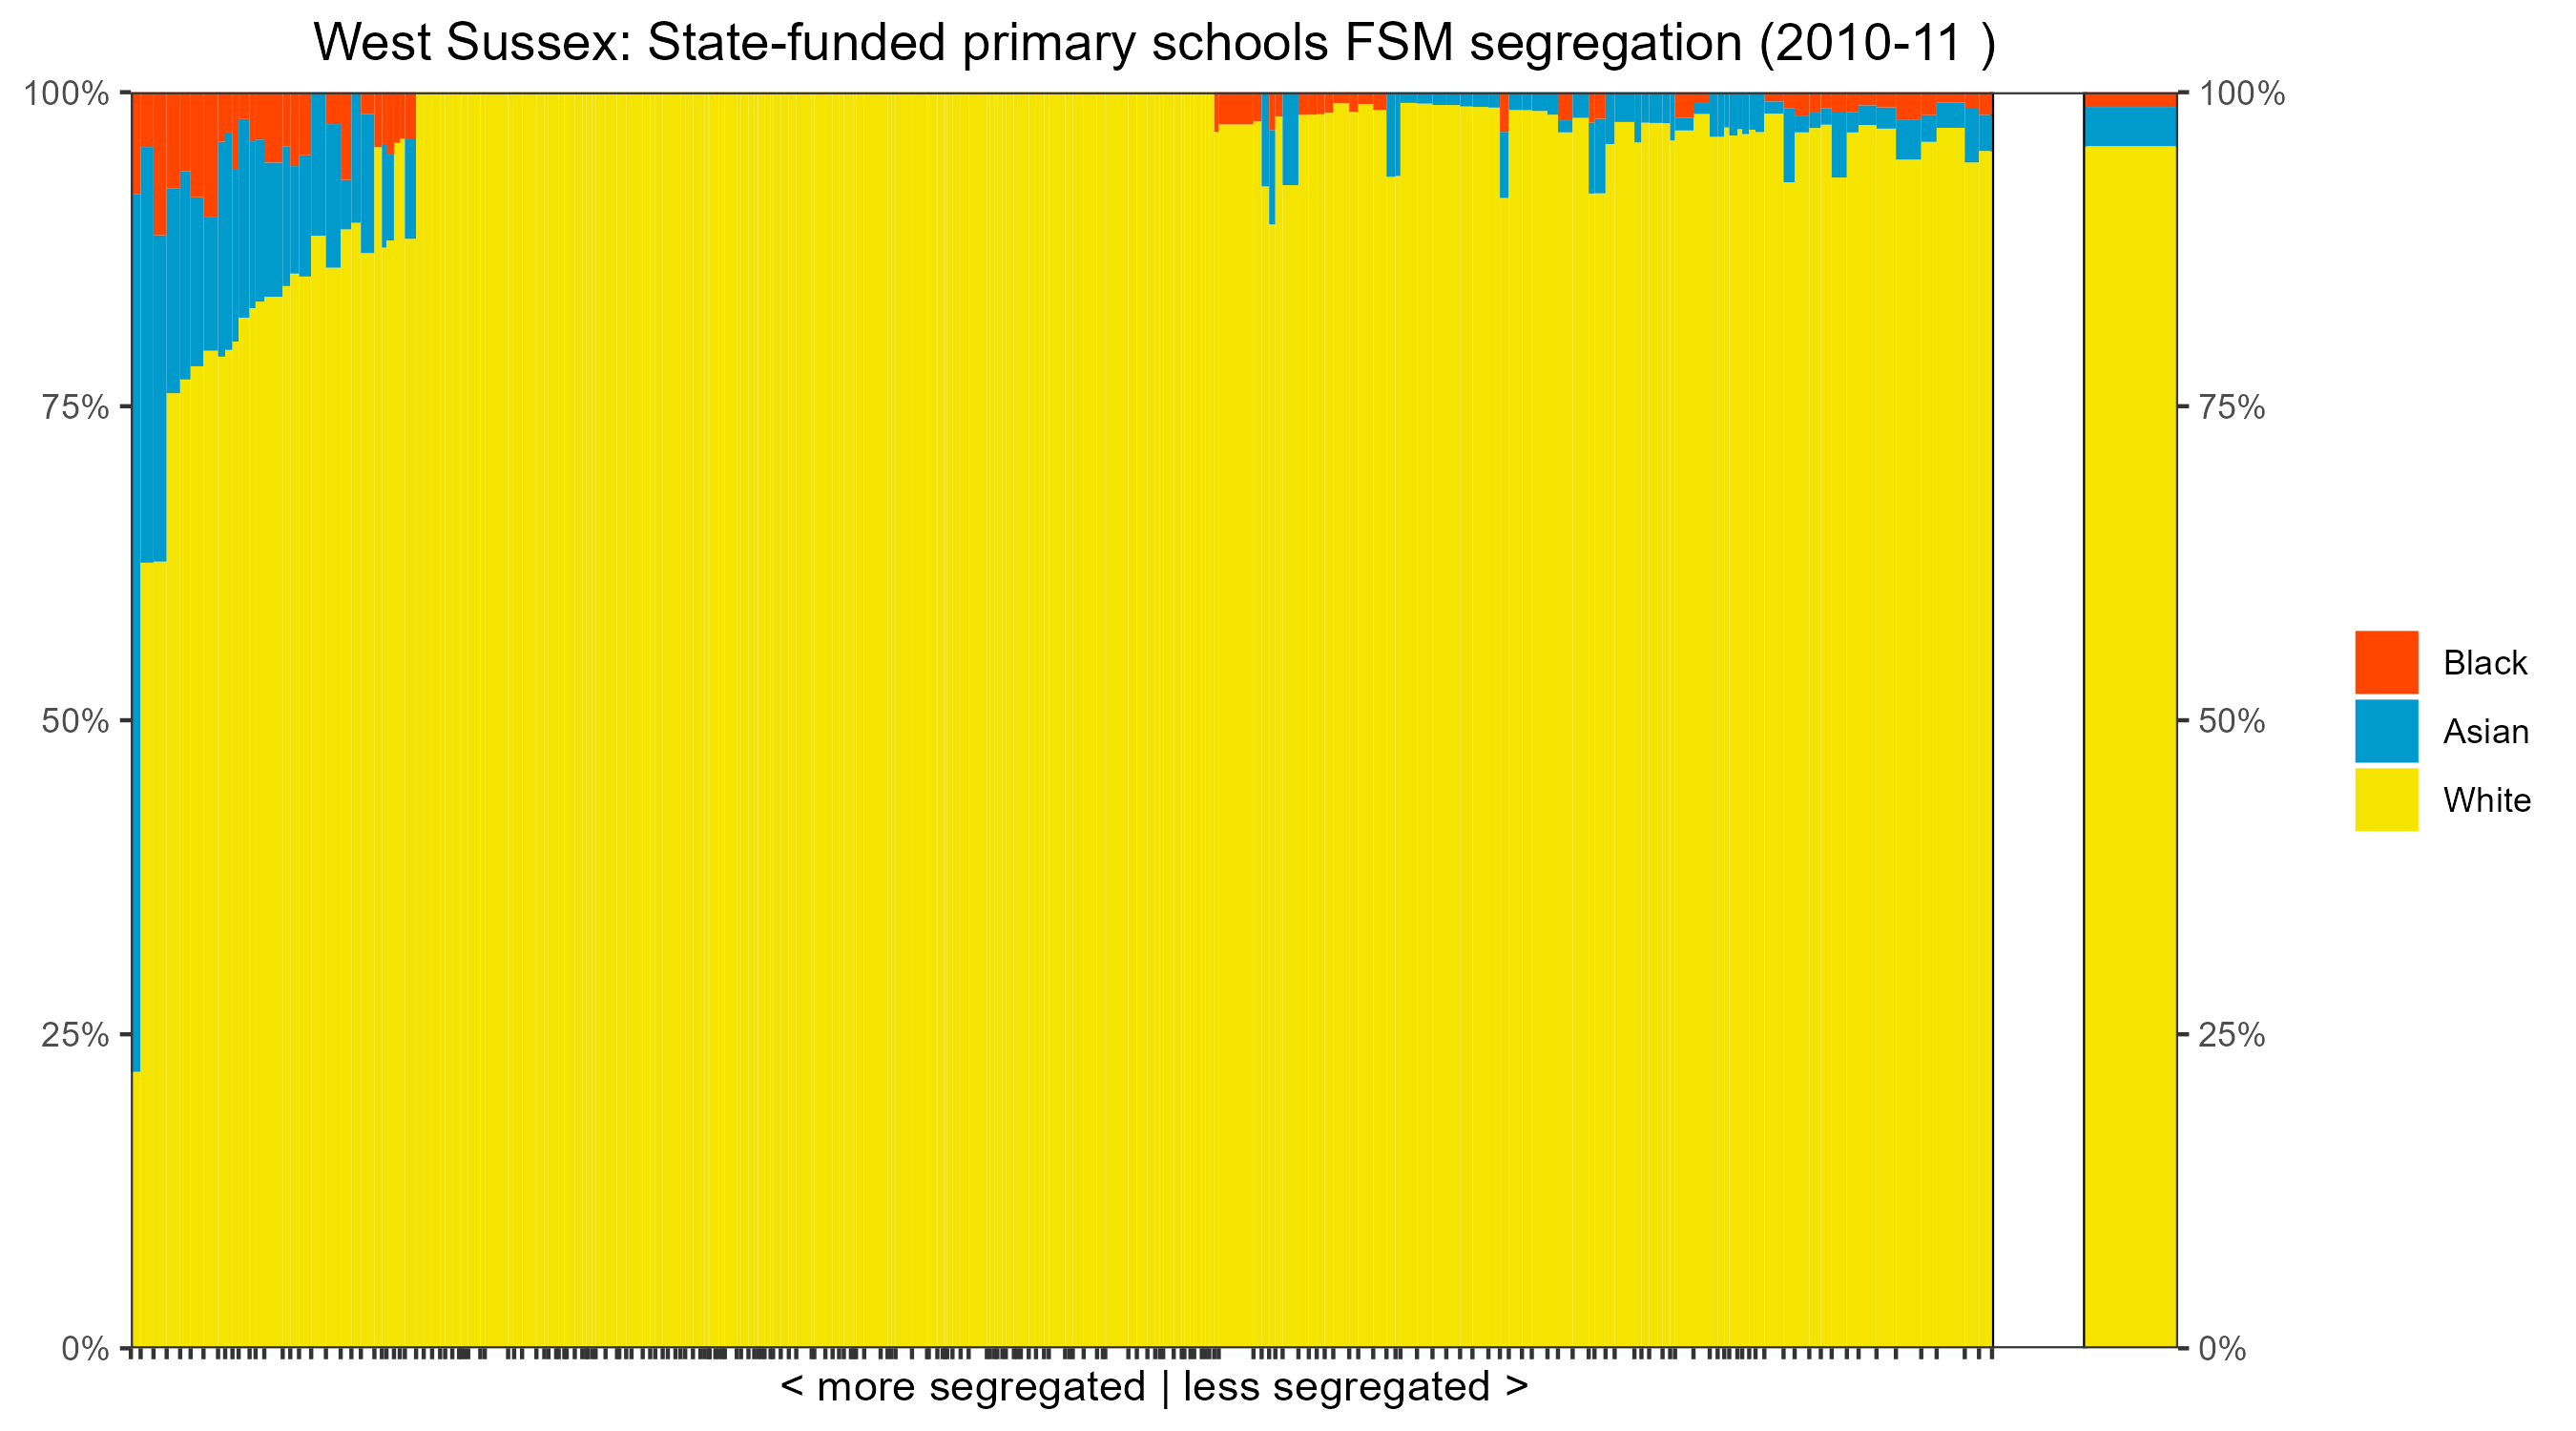 West Sussex: State-funded primary schools FSM segregation (2010-11 )
100%
75%
50%
25%
0%
100%
75%
50%
25%
0%
Black
Asian
White
< more segregated | less segregated >